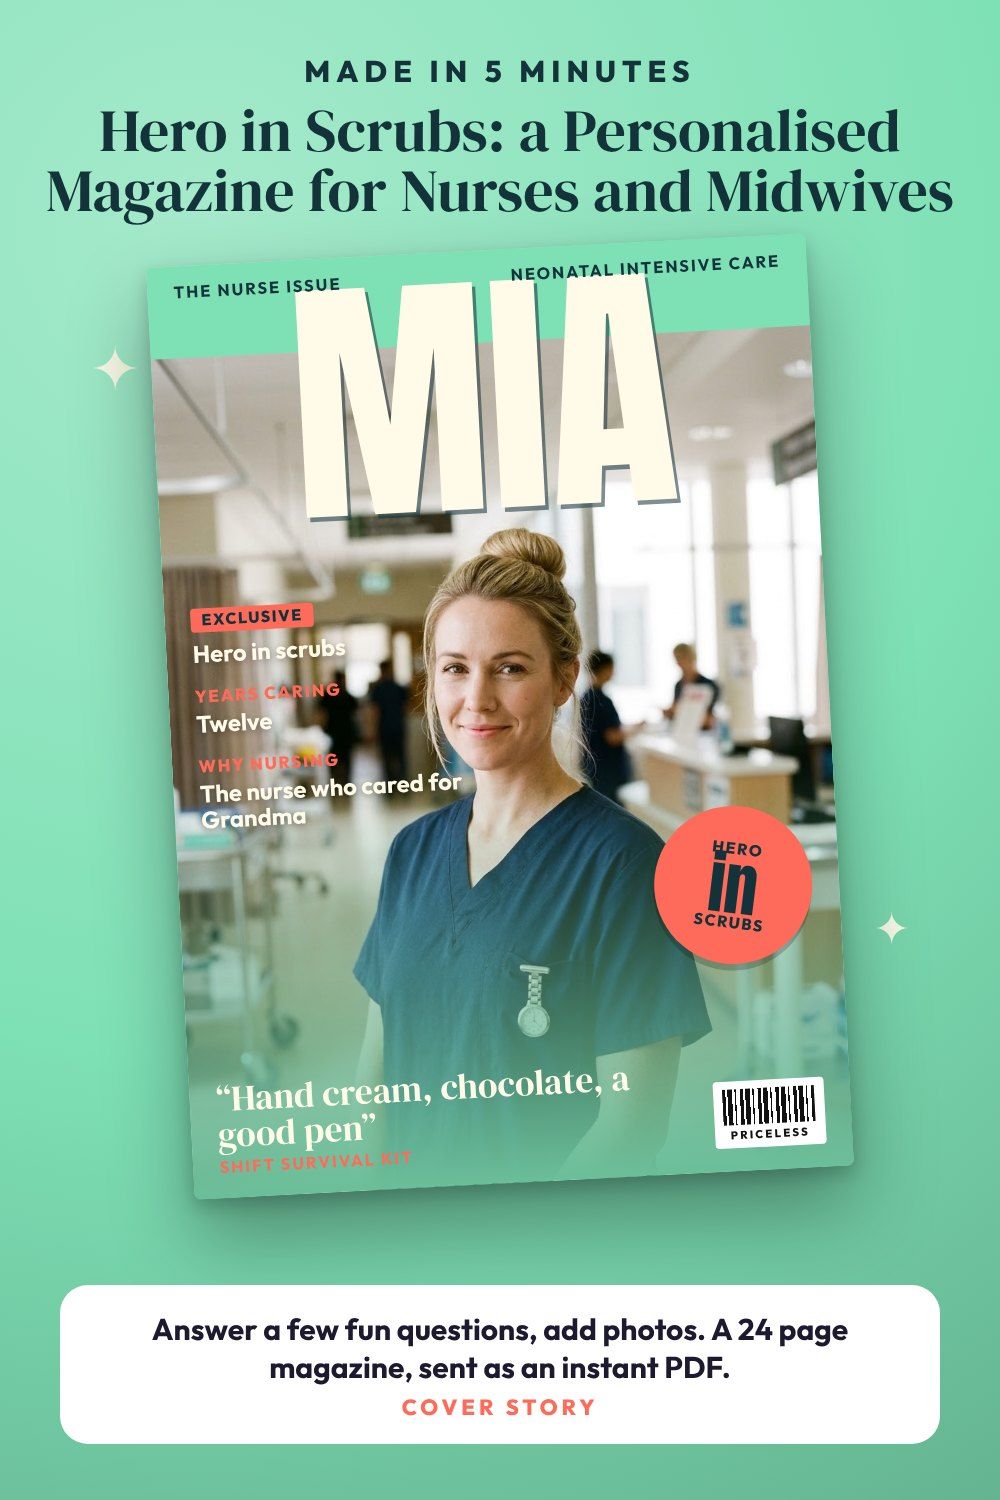 MADE IN 5 MINUTES
Hero in Scrubs: a Personalised
Magazine for Nurses and Midwives
THE NURSE ISSUE
NEONATAL INTENSIVE CARE
MIA
EXCLUSIVE
Hero in scrubs
YEARS CARING
Twelve
WHY NURSING
The nurse who cared for
Grandma
HERO
in
SCRUBS
“Hand cream, chocolate, a
good pen”
SHIFT SURVIVAL KIT
PRICELESS
Answer a few fun questions, add photos. A 24 page
magazine, sent as an instant PDF.
COVER STORY